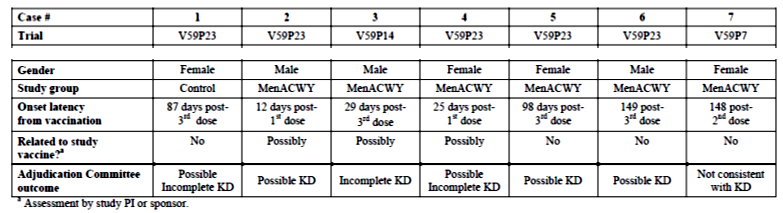 Case # 1 2 3 4 5 6 7
Trial V59P23 V59P23 V59P14 V59P23 V59P23 V59P23 V59P7
Gender Female Male Male Female Female Male Female
Study group Control MenACWY MenACWY MenACWY MenACWY MenACWY MenACWY
Onset latency 87 days post- 12 days post- 29 days post- 25 days post- 98 days post- 149 post- 148 post-
from vaccination 3rd dose 1st dose 3rd dose 1st dose 3rd dose 3rd dose 2nd dose
Related to study No Possibly Possibly Possibly No No No
vaccine?a
Adjudication Committee Possible Possible KD Incomplete KD Possible Possible KD Possible KD Not consistent
outcome Incomplete KD Incomplete KD with KD
a Assessment by study PI or sponsor.